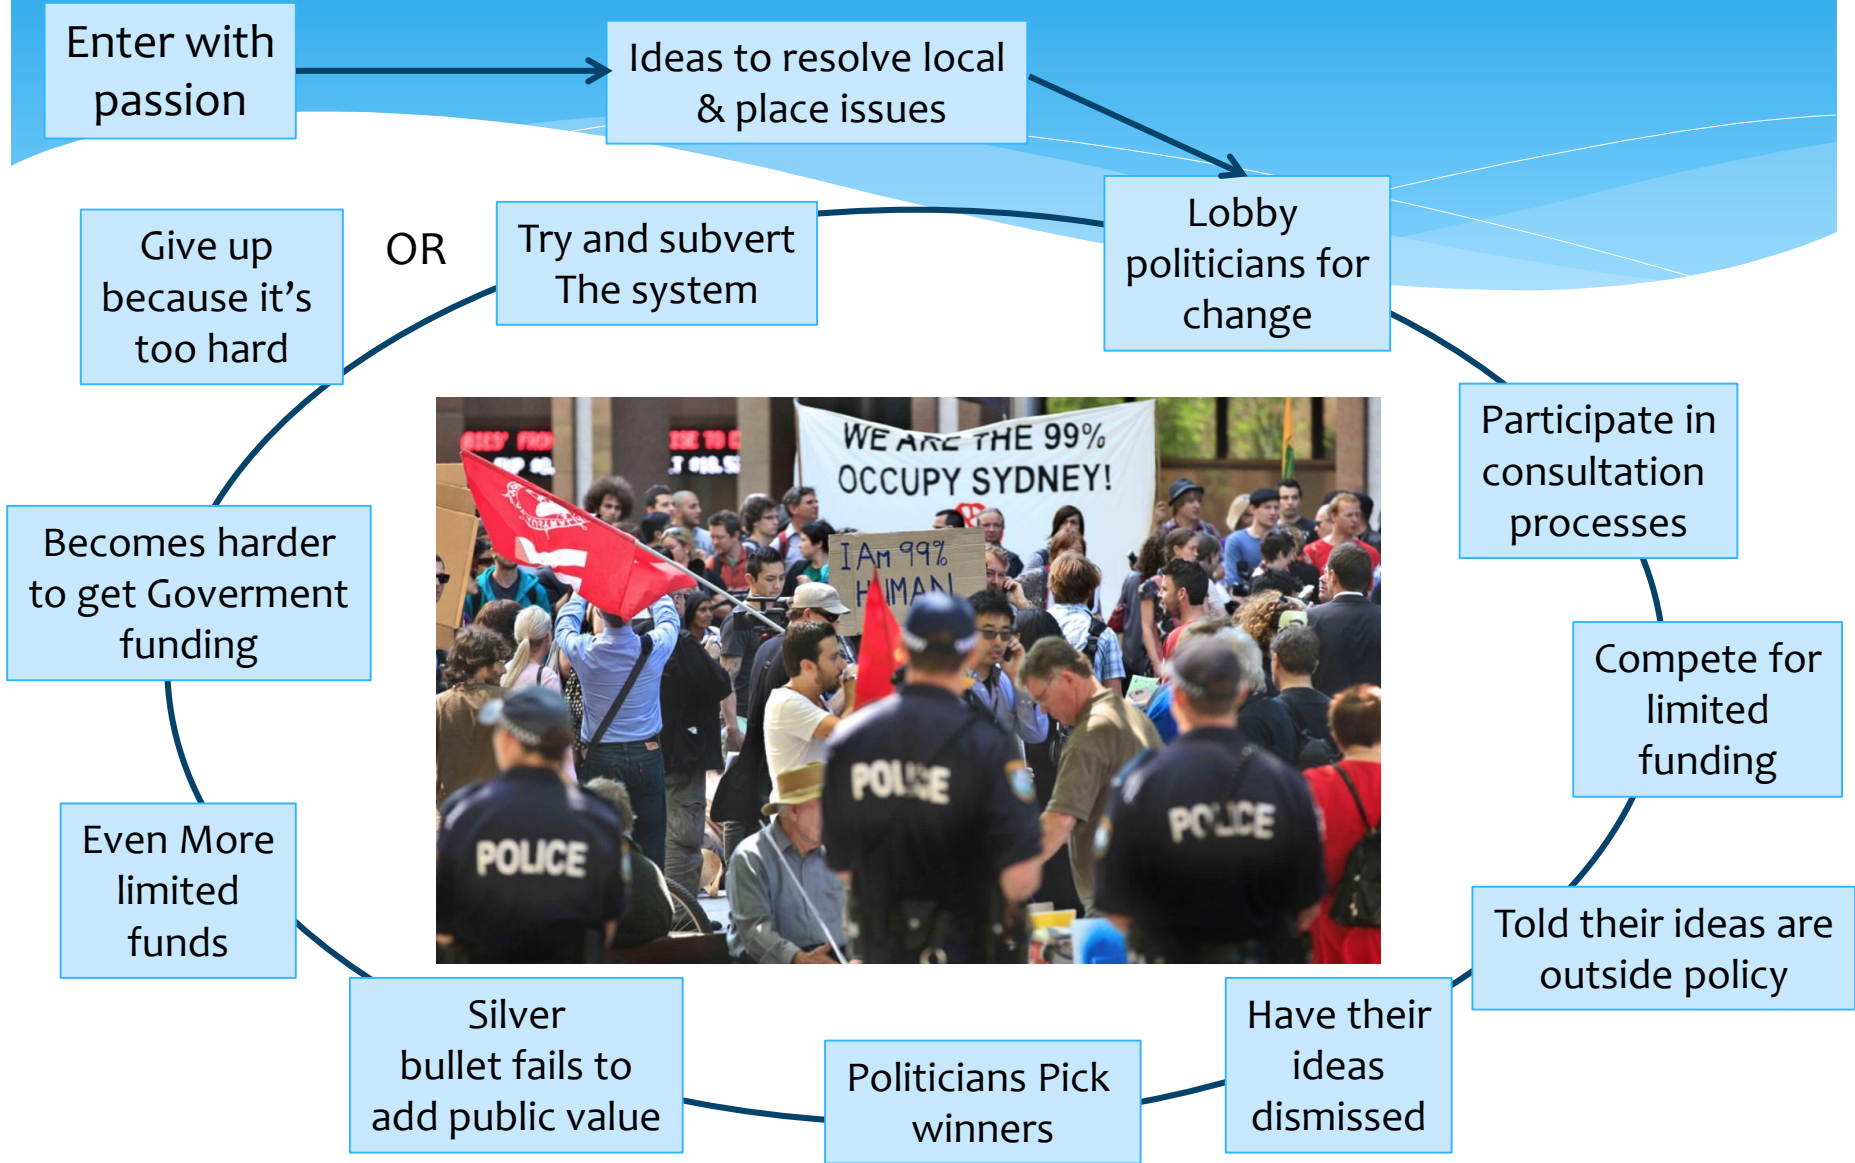 Enter with
passion
Ideas to resolve local
& place issues
Lobby
politicians for
change
Participate in
consultation
processes
Compete for
limited
funding
Told their ideas are
outside policy
Have their
ideas
dismissed
Politicians Pick
winners
Silver
bullet fails to
add public value
Even More
limited
funds
Becomes harder
to get Goverment
funding
Give up
because it’s
too hard
OR
Try and subvert
The system
WE ARE THE 99%
OCCUPY SYDNEY!
I AM 99%
HUMAN
POLICE
POLICE
POLICE